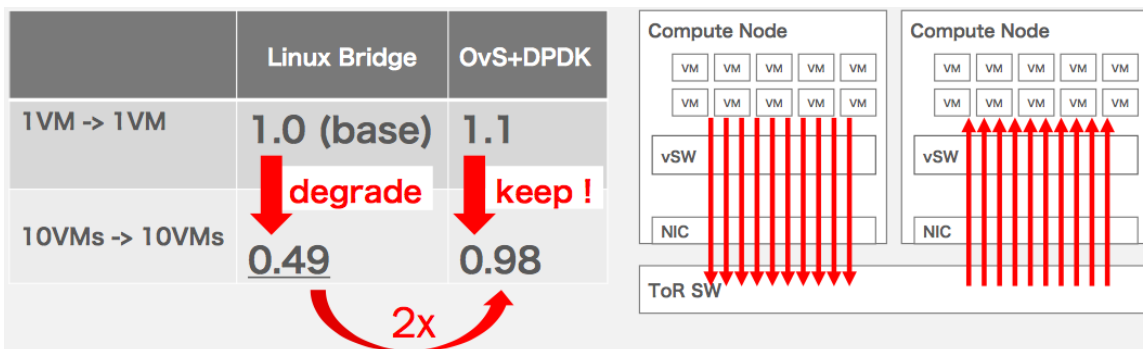 Linux Bridge OvS+DPDK
1VM -> 1VM 1.0 (base) 1.1
degrade keep !
10VMs -> 10VMs 0.49 0.98
2x
Compute Node
VM VM VM VM VM
VM VM VM VM VM
vSW
NIC
Compute Node
VM VM VM VM VM
VM VM VM VM VM
vSW
NIC
ToR SW